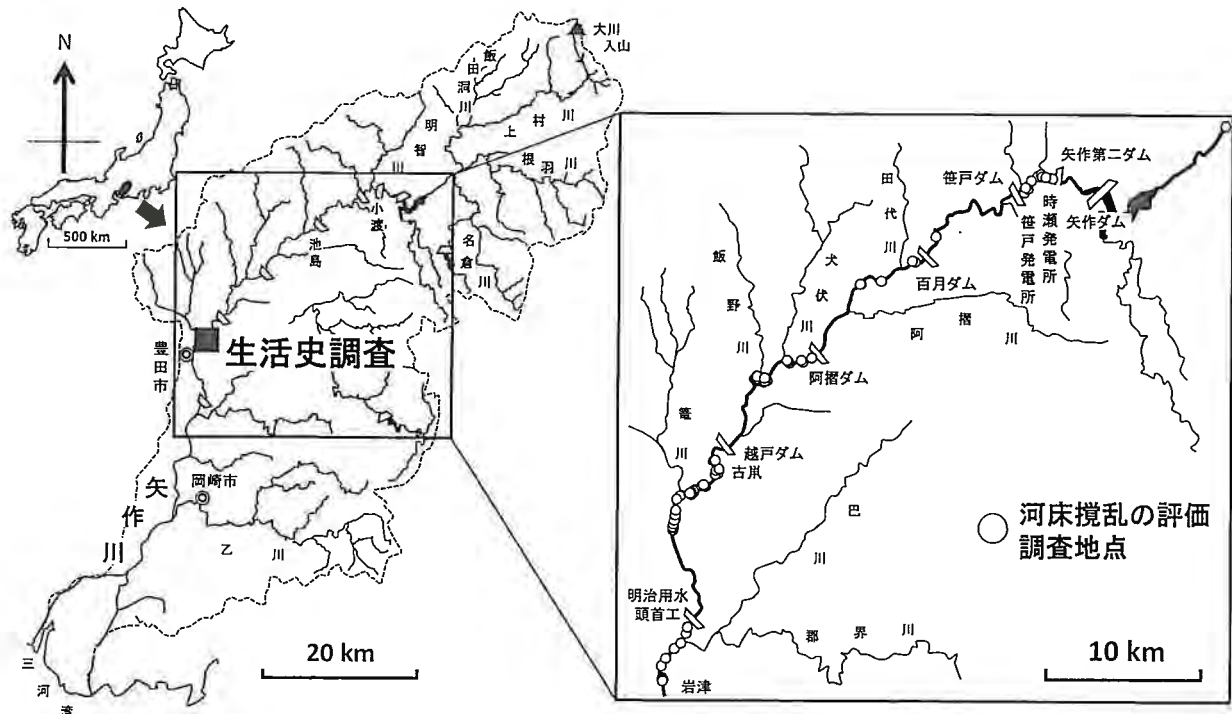 N
500 km
大川
入山
飯田洞川
明智川
上村川
根羽川
小渡
池島
名倉川
生活史調査
豊田市
岡崎市
矢作川
乙川
三河湾
20 km
矢作第二ダム
笹戸ダム
矢作ダム
時瀬発電所
笹戸発電所
田代川
百月ダム
犬伏川
飯野川
阿摺川
阿摺ダム
篭川
越戸ダム
古鼡
巴川
河床撹乱の評価
調査地点
明治用水
頭首工
郡界川
岩津
10 km